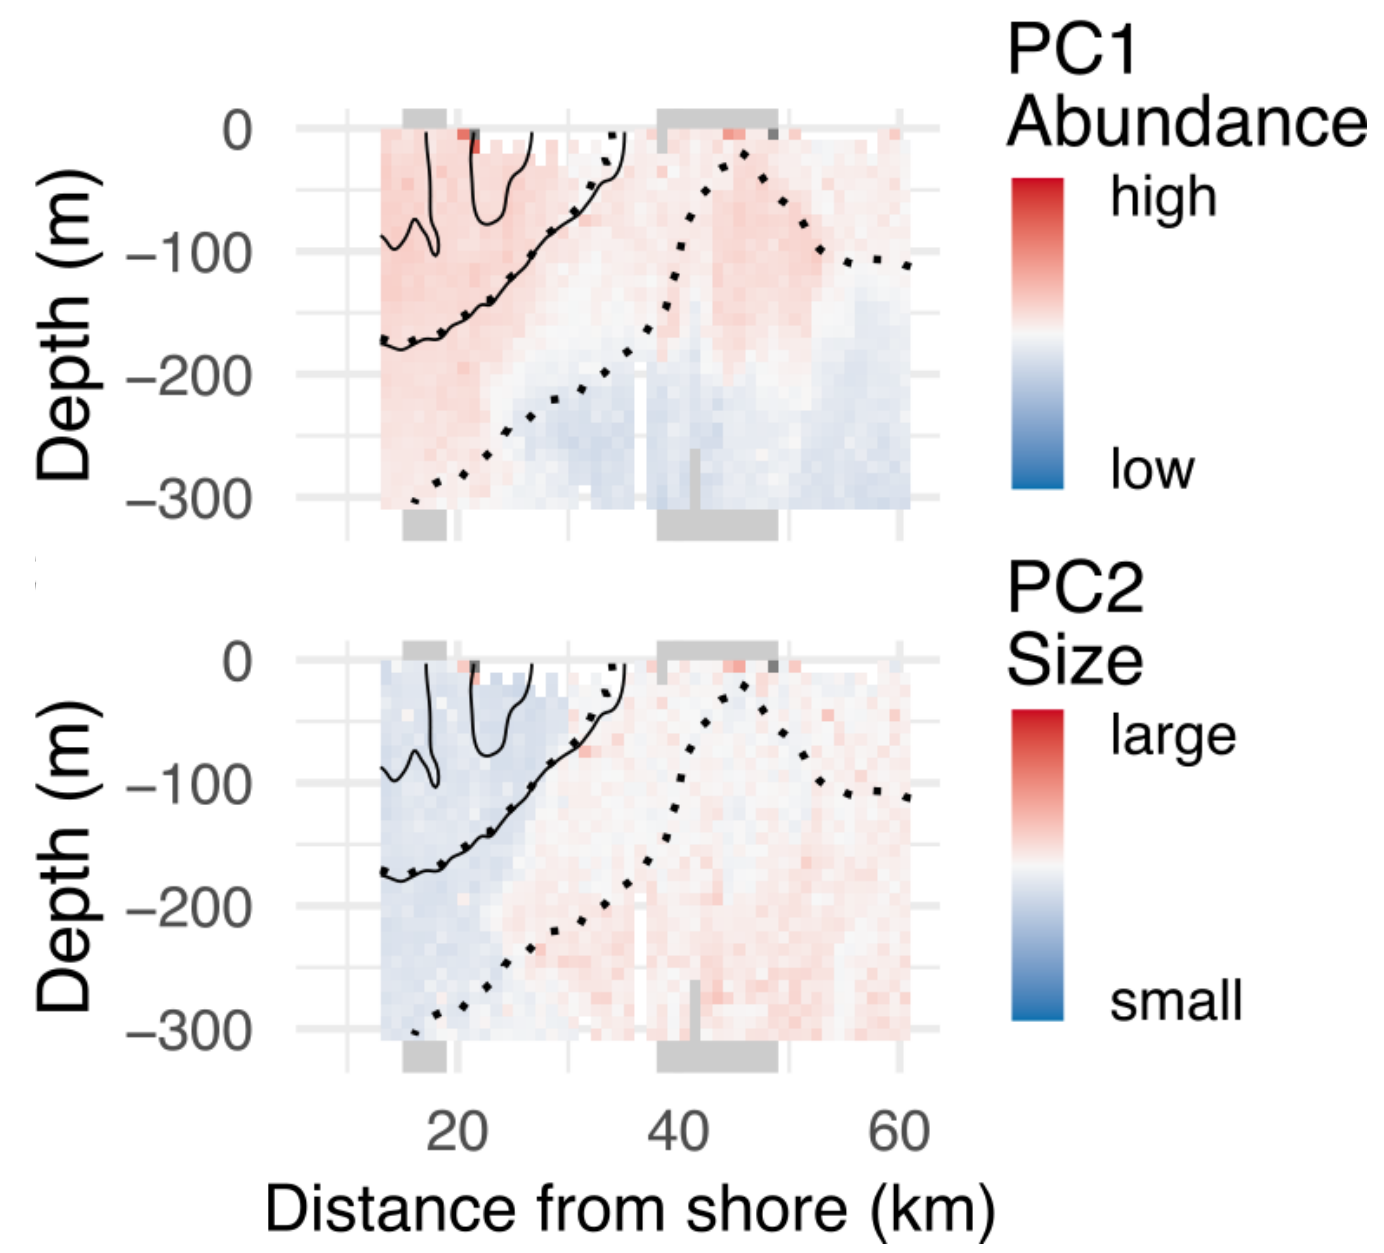 PC1
Abundance
high
low
0
−100
−200
−300
Depth (m)
PC2
Size
large
small
0
−100
−200
−300
Depth (m)
20 40 60
Distance from shore (km)